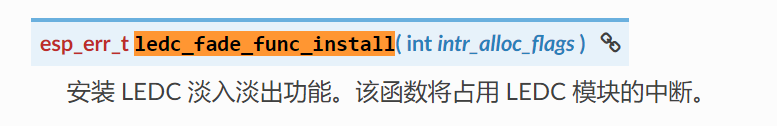 esp_err_t ledc_fade_func_install( int intr_alloc_flags )
安装 LEDC 淡入淡出功能。该函数将占用 LEDC 模块的中断。